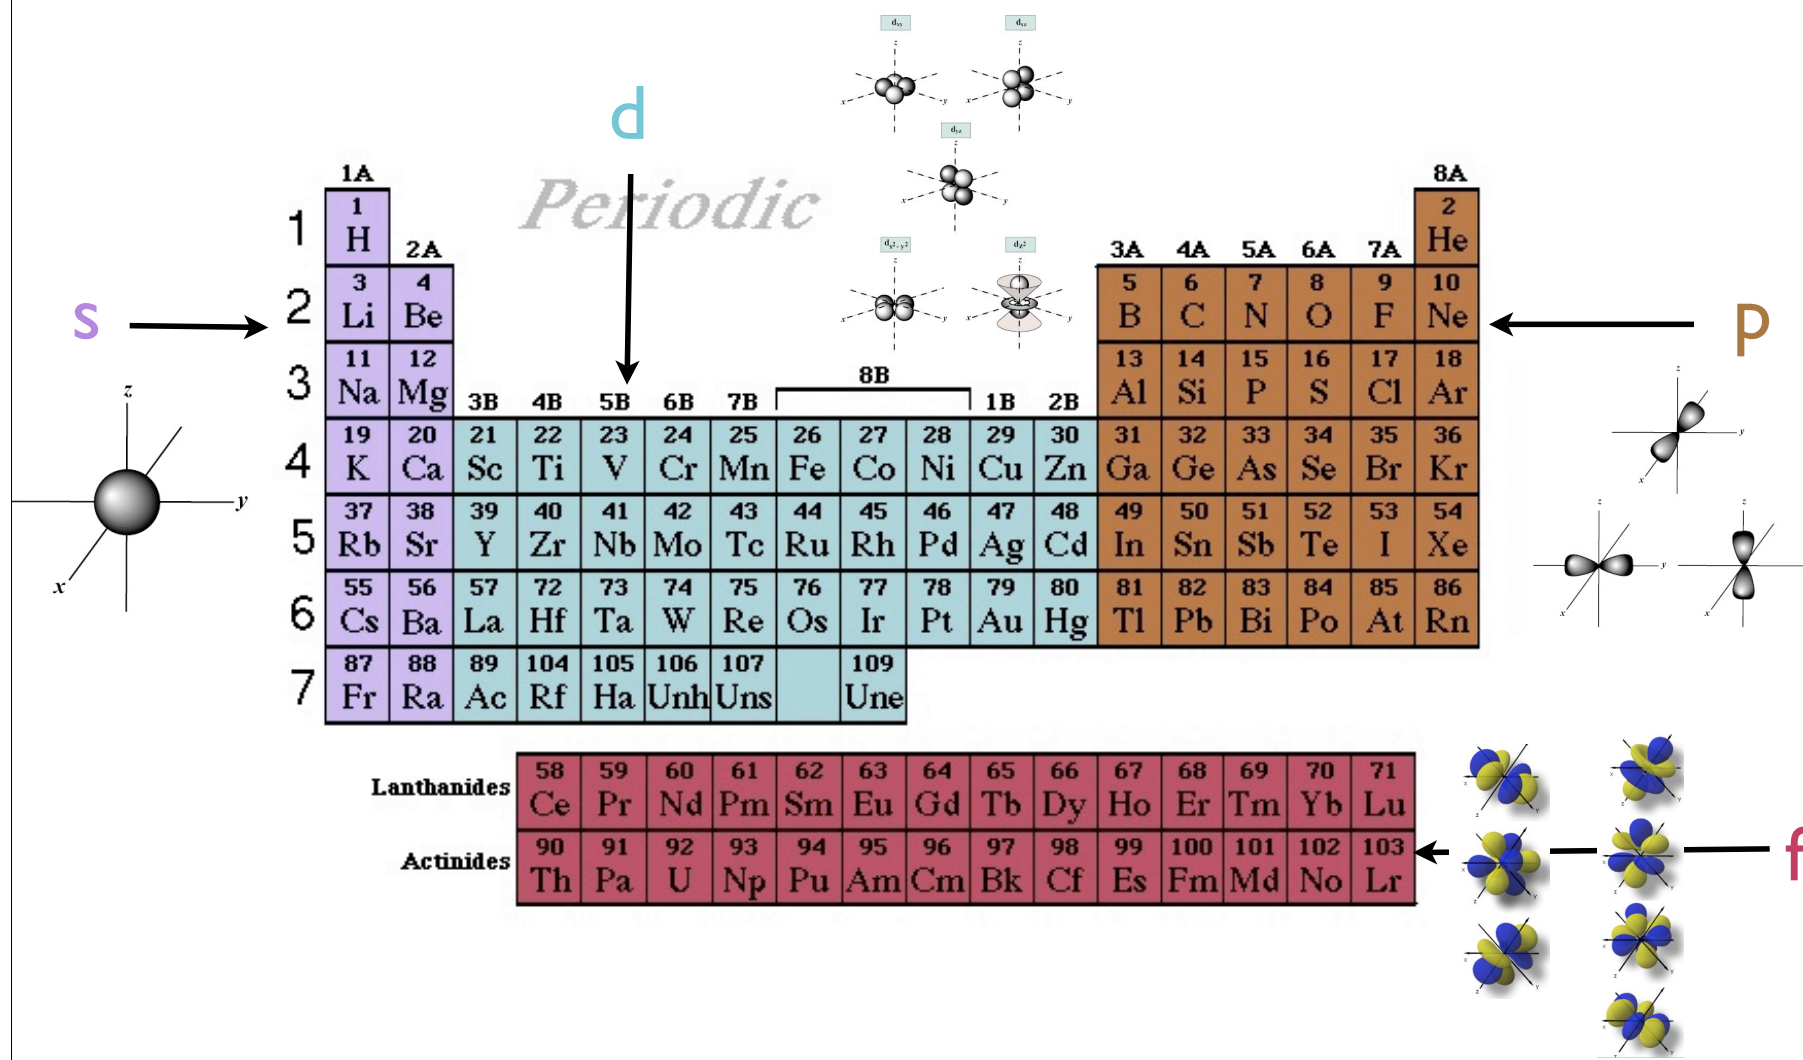 dxy dxz
z z
x y x y
d
dyz
z
x y
Periodic
1A 8A
1 1 H 2 He
2A 3A 4A 5A 6A 7A
dx²-y² dz²
z z
x y x y
s 2 3 Li 4 Be 5 B 6 C 7 N 8 O 9 F 10 Ne p
3 11 Na 12 Mg 13 Al 14 Si 15 P 16 S 17 Cl 18 Ar
3B 4B 5B 6B 7B 8B 1B 2B
4 19 K 20 Ca 21 Sc 22 Ti 23 V 24 Cr 25 Mn 26 Fe 27 Co 28 Ni 29 Cu 30 Zn 31 Ga 32 Ge 33 As 34 Se 35 Br 36 Kr
5 37 Rb 38 Sr 39 Y 40 Zr 41 Nb 42 Mo 43 Tc 44 Ru 45 Rh 46 Pd 47 Ag 48 Cd 49 In 50 Sn 51 Sb 52 Te 53 I 54 Xe
6 55 Cs 56 Ba 57 La 72 Hf 73 Ta 74 W 75 Re 76 Os 77 Ir 78 Pt 79 Au 80 Hg 81 Tl 82 Pb 83 Bi 84 Po 85 At 86 Rn
7 87 Fr 88 Ra 89 Ac 104 Rf 105 Ha 106 Unh 107 Uns 109 Une
z
y
x
z
y
x
z z
y
x x
Lanthanides 58 Ce 59 Pr 60 Nd 61 Pm 62 Sm 63 Eu 64 Gd 65 Tb 66 Dy 67 Ho 68 Er 69 Tm 70 Yb 71 Lu
Actinides 90 Th 91 Pa 92 U 93 Np 94 Pu 95 Am 96 Cm 97 Bk 98 Cf 99 Es 100 Fm 101 Md 102 No 103 Lr
f